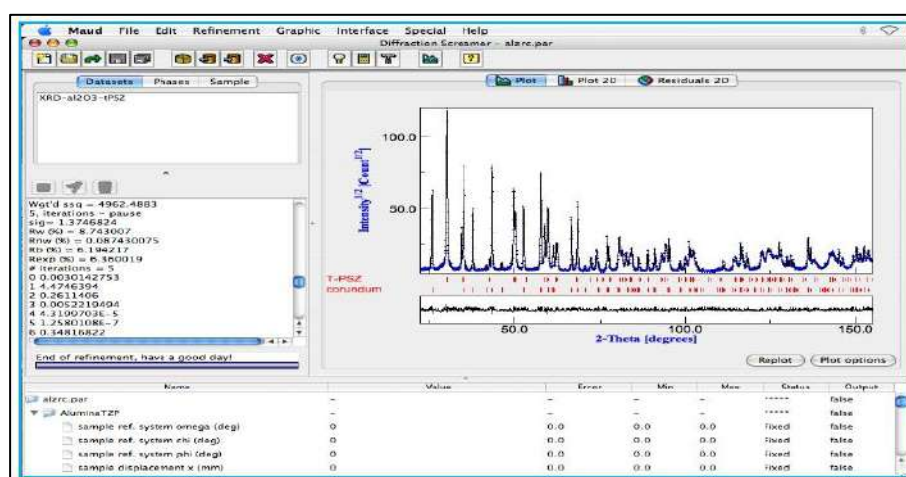 Maud File Edit Refinement Graphic Interface Special Help
Diffraction Screamer - alzrc.par
Datasets Phases Sample
XRD-al2O3-tPSZ
Wgt'd ssq = 4962.4883
5, iterations - pause
sig= 1.3746824
Rw (%) = 8.743007
Rnw (%) = 0.087430075
Rb (%) = 6.194217
Rexp (%) = 6.360019
# iterations = 5
0 0.0030142753
1 4.4746394
2 0.2611406
3 0.0052219494
4 4.3199703E-5
5 1.2580108E-7
6 0.34816822
End of refinement, have a good day!
Plot Plot 2D Residuals 2D
Intensity^1/2 [Count^1/2]
100.0
50.0
T-PSZ
corundum
50.0 100.0 150.0
2-Theta [degrees]
Replot Plot options
Name Value Error Min Max Status Output
alzrc.par - - - - ----- false
AluminaTZP - - - - ----- false
sample ref. system omega (deg) 0 0.0 0.0 0.0 fixed false
sample ref. system chi (deg) 0 0.0 0.0 0.0 fixed false
sample ref. system phi (deg) 0 0.0 0.0 0.0 fixed false
sample displacement x (mm) 0 0.0 0.0 0.0 fixed false